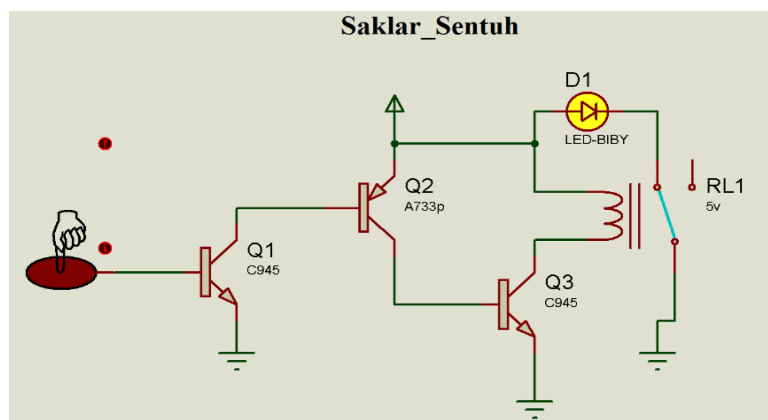 Saklar_Sentuh
D1
LED-BIBY
Q2
A733p
RL1
5v
Q1
C945
Q3
C945